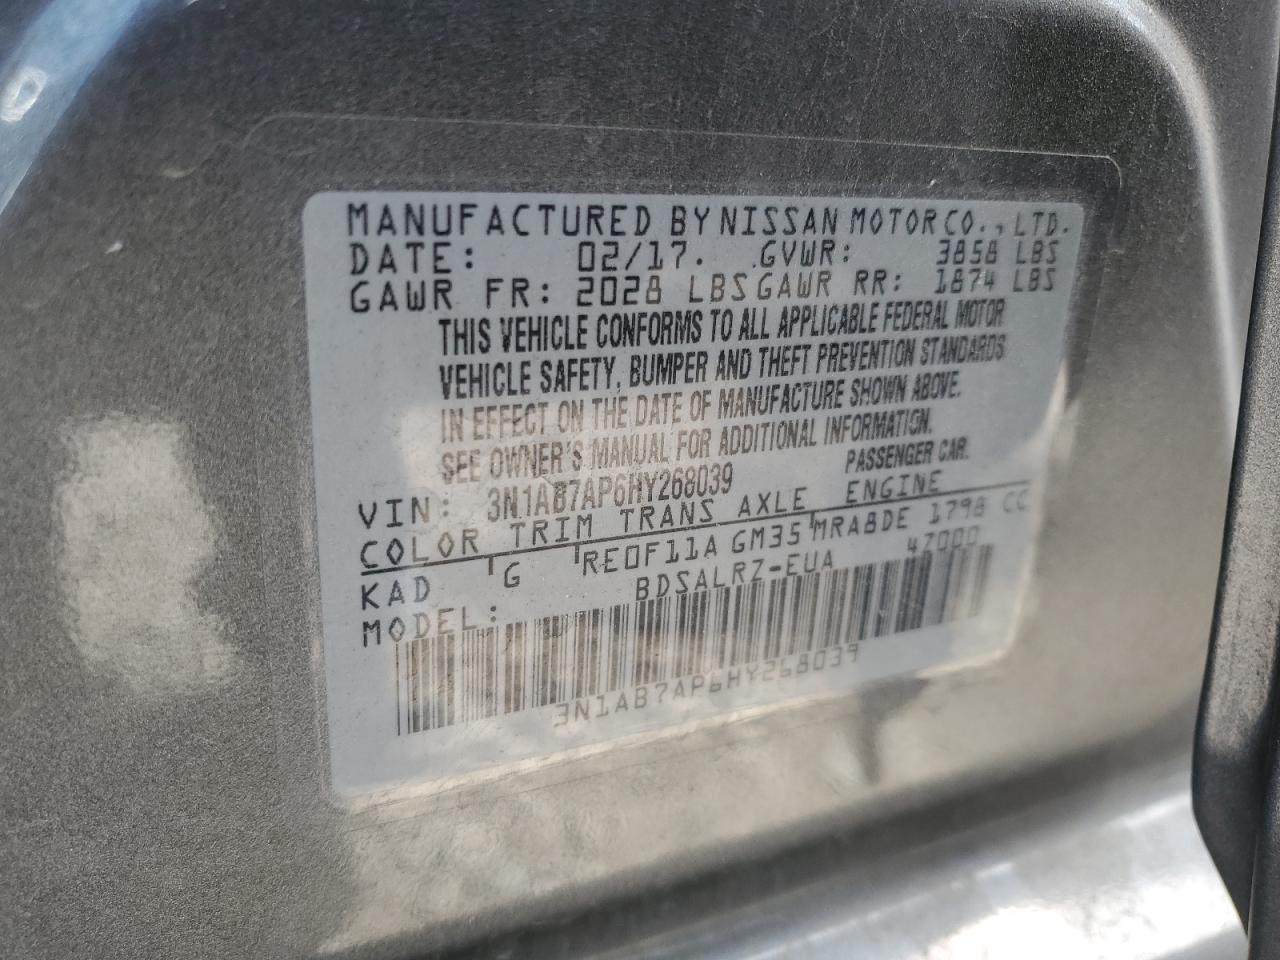 MANUFACTURED BY NISSAN MOTOR CO., LTD.
DATE: 02/17. GVWR: 3858 LBS
GAWR FR: 2028 LBS GAWR RR: 1874 LBS
THIS VEHICLE CONFORMS TO ALL APPLICABLE FEDERAL MOTOR
VEHICLE SAFETY, BUMPER AND THEFT PREVENTION STANDARDS
IN EFFECT ON THE DATE OF MANUFACTURE SHOWN ABOVE.
SEE OWNER'S MANUAL FOR ADDITIONAL INFORMATION.
VIN: 3N1AB7AP6HY268039 PASSENGER CAR.
COLOR TRIM TRANS AXLE ENGINE
KAD G RE0F11A GM35 MRA8DE 1798 CC
MODEL: BDSALRZ-EUA 47000
3N1AB7AP6HY268039